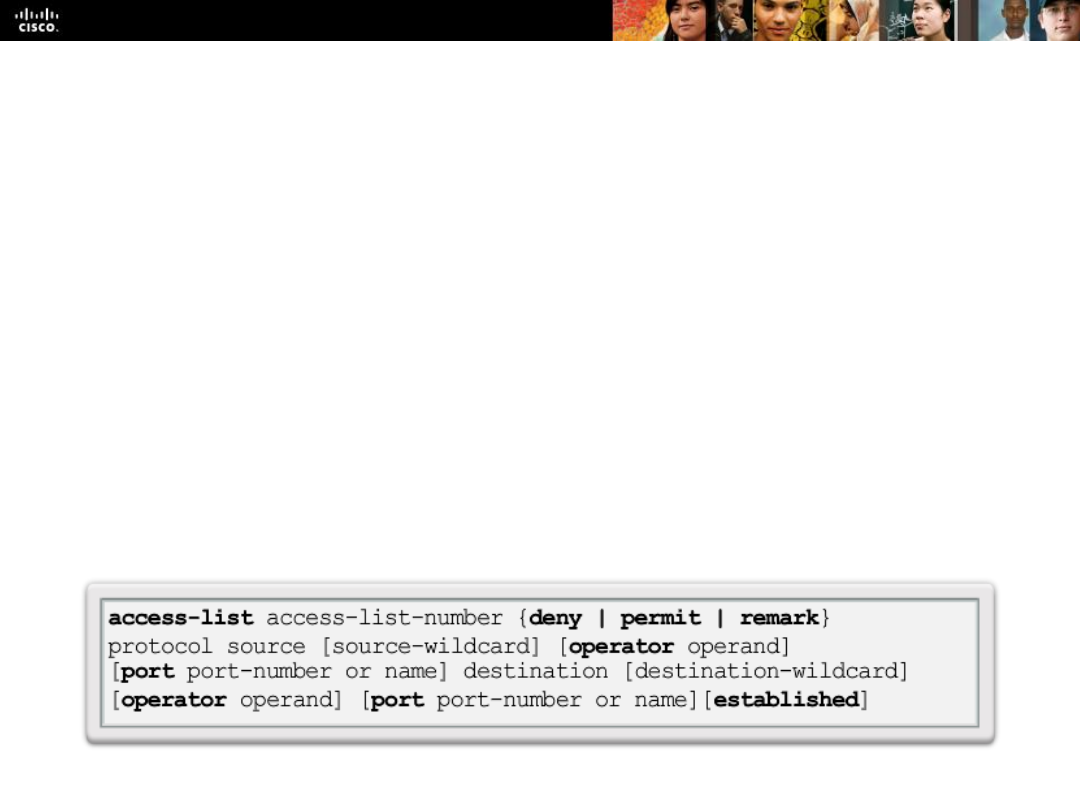 cisco.
access-list access-list-number {deny | permit | remark}
protocol source [source-wildcard] [operator operand]
[port port-number or name] destination [destination-wildcard]
[operator operand] [port port-number or name][established]